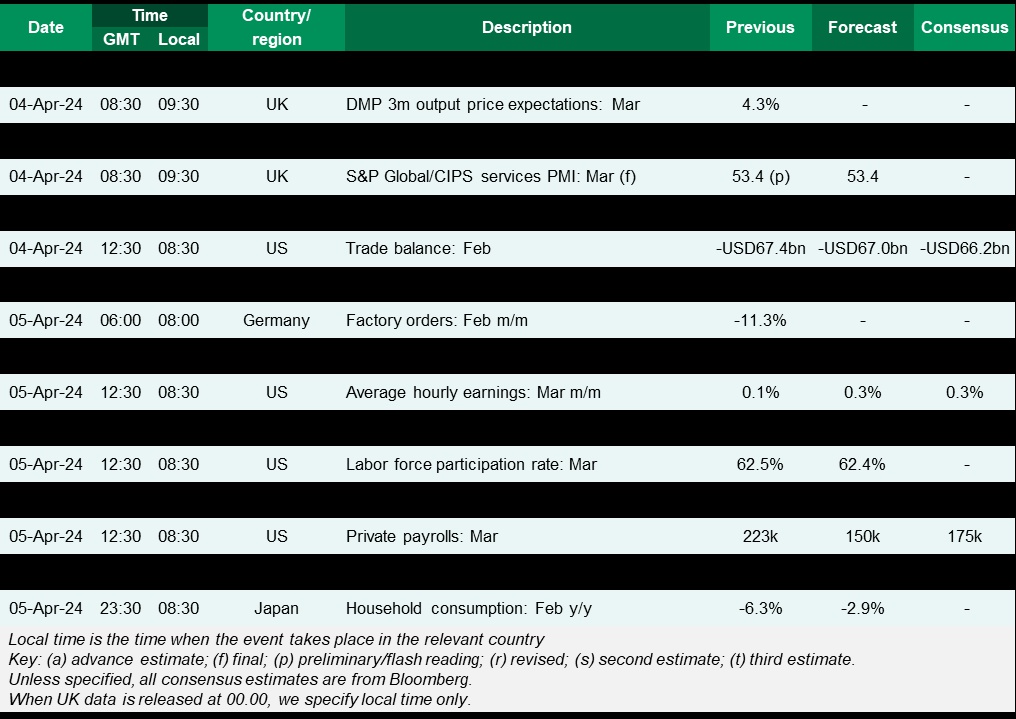 Date Time Country/ region Description Previous Forecast Consensus
GMT Local
04-Apr-24 08:30 09:30 UK DMP 3m output price expectations: Mar 4.3% - -
04-Apr-24 08:30 09:30 UK S&P Global/CIPS services PMI: Mar (f) 53.4 (p) 53.4 -
04-Apr-24 12:30 08:30 US Trade balance: Feb -USD67.4bn -USD67.0bn -USD66.2bn
05-Apr-24 06:00 08:00 Germany Factory orders: Feb m/m -11.3% - -
05-Apr-24 12:30 08:30 US Average hourly earnings: Mar m/m 0.1% 0.3% 0.3%
05-Apr-24 12:30 08:30 US Labor force participation rate: Mar 62.5% 62.4% -
05-Apr-24 12:30 08:30 US Private payrolls: Mar 223k 150k 175k
05-Apr-24 23:30 08:30 Japan Household consumption: Feb y/y -6.3% -2.9% -
Local time is the time when the event takes place in the relevant country
Key: (a) advance estimate; (f) final; (p) preliminary/flash reading; (r) revised; (s) second estimate; (t) third estimate.
Unless specified, all consensus estimates are from Bloomberg.
When UK data is released at 00.00, we specify local time only.